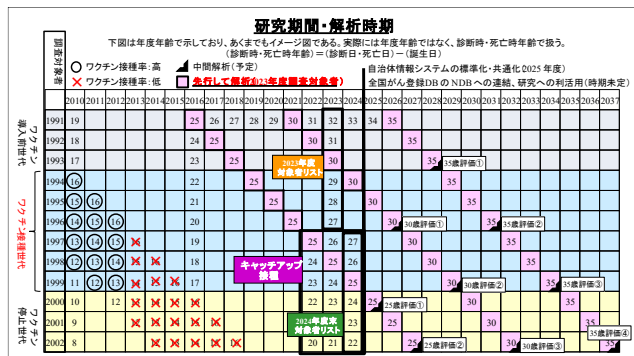 研究期間・解析時期
下図は年度年齢で示しており、あくまでもイメージ図である。実際には年度年齢ではなく、診断時・死亡時年齢で扱う。
(診断時・死亡時年齢)=(診断日・死亡日)-(誕生日)
調査対象者
ワクチン接種率:高 中間解析(予定)
ワクチン接種率:低 先行して解析(2023年度調査対象者)
自治体情報システムの標準化・共通化(2025年度)
全国がん登録DBのNDBへの連結、研究への利活用(時期未定)
2010 2011 2012 2013 2014 2015 2016 2017 2018 2019 2020 2021 2022 2023 2024 2025 2026 2027 2028 2029 2030 2031 2032 2033 2034 2035 2036 2037
ワクチン導入前世代
1991 19 25 26 27 28 29 30 31 32 33 34 35
1992 18 24 25 30 31 35
1993 17 23 25 30 35 35歳評価①
2023年度対象者リスト
ワクチン接種世代
1994 16 22 25 29 30 35
1995 15 16 21 25 28 30 35
1996 14 15 16 20 25 27 30 30歳評価① 35 35歳評価②
1997 13 14 15 19 25 26 27 30 35
1998 12 13 14 18 24 25 26 30 35
キャッチアップ接種
1999 11 12 13 17 23 24 25 30 30歳評価② 35 35歳評価③
ワクチン停止世代
2000 10 12 16 22 23 24 25 25歳評価① 30 35
2001 9 23 25 30 35
2024年度末対象者リスト
35歳評価④
2002 8 20 21 22 25 25歳評価② 30 30歳評価③ 35